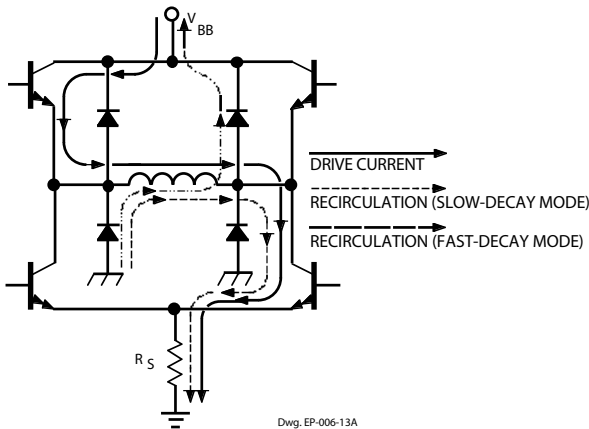 V
BB
DRIVE CURRENT
RECIRCULATION (SLOW-DECAY MODE)
RECIRCULATION (FAST-DECAY MODE)
R S
Dwg. EP-006-13A